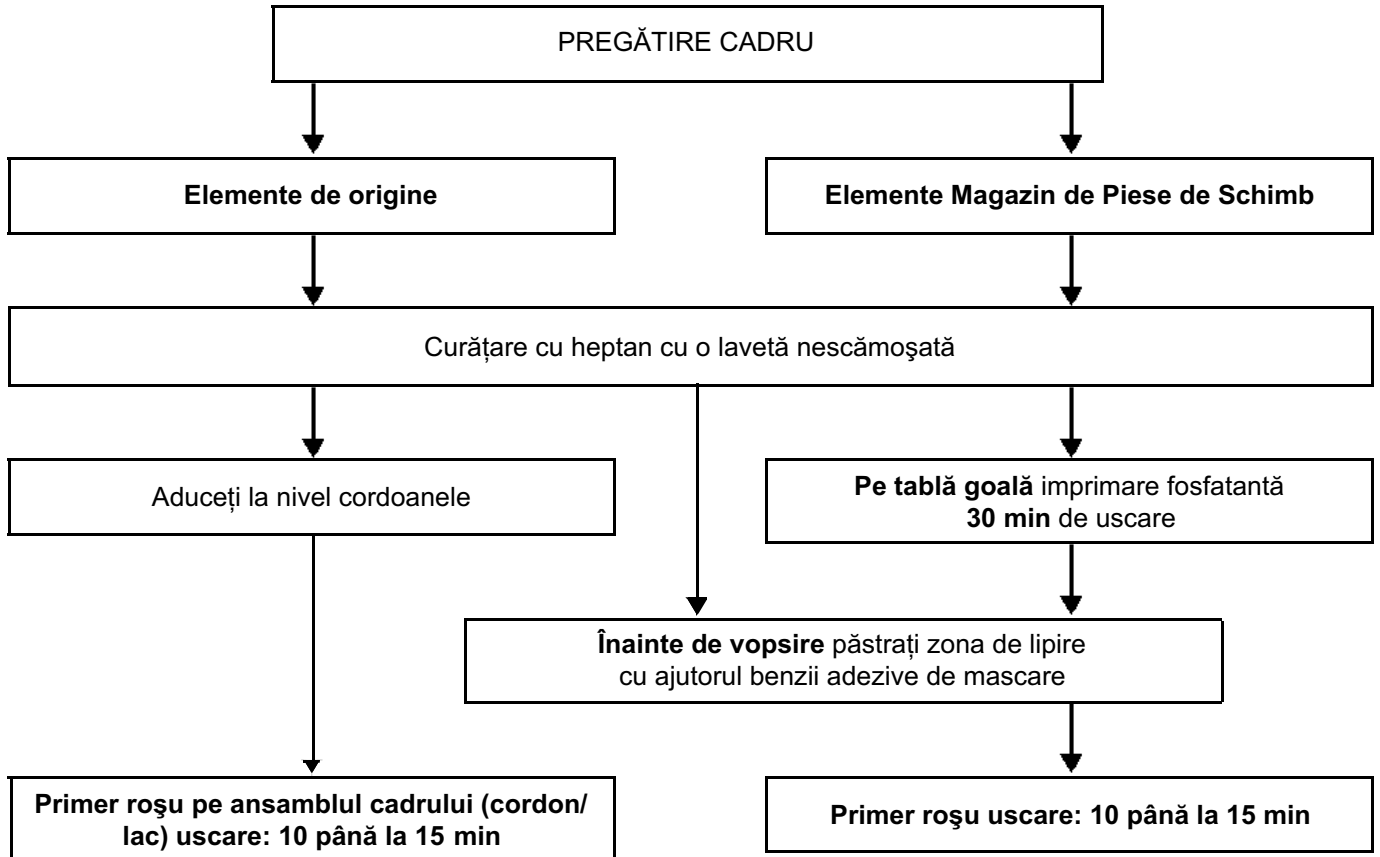 PREGĂTIRE CADRU
Elemente de origine
Elemente Magazin de Piese de Schimb
Curățare cu heptan cu o lavetă nescămoşată
Aduceți la nivel cordoanele
Pe tablă goală imprimare fosfatantă
30 min de uscare
Înainte de vopsire păstrați zona de lipire
cu ajutorul benzii adezive de mascare
Primer roşu pe ansamblul cadrului (cordon/
lac) uscare: 10 până la 15 min
Primer roşu uscare: 10 până la 15 min